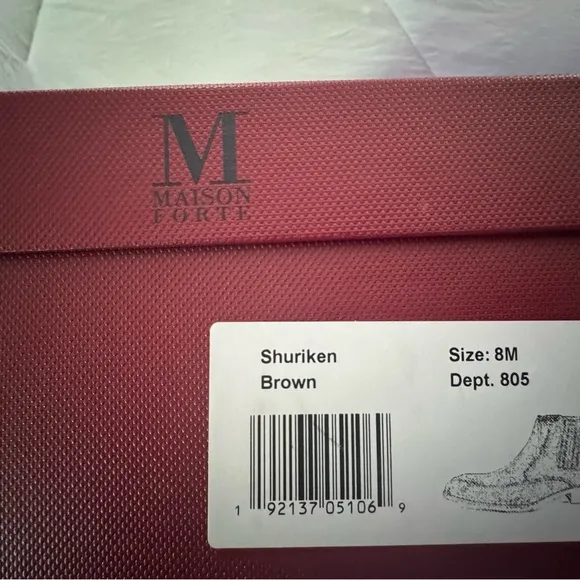 M
MAISON
FORTE
Shuriken
Brown
Size: 8M
Dept. 805
1 92137 05106 9